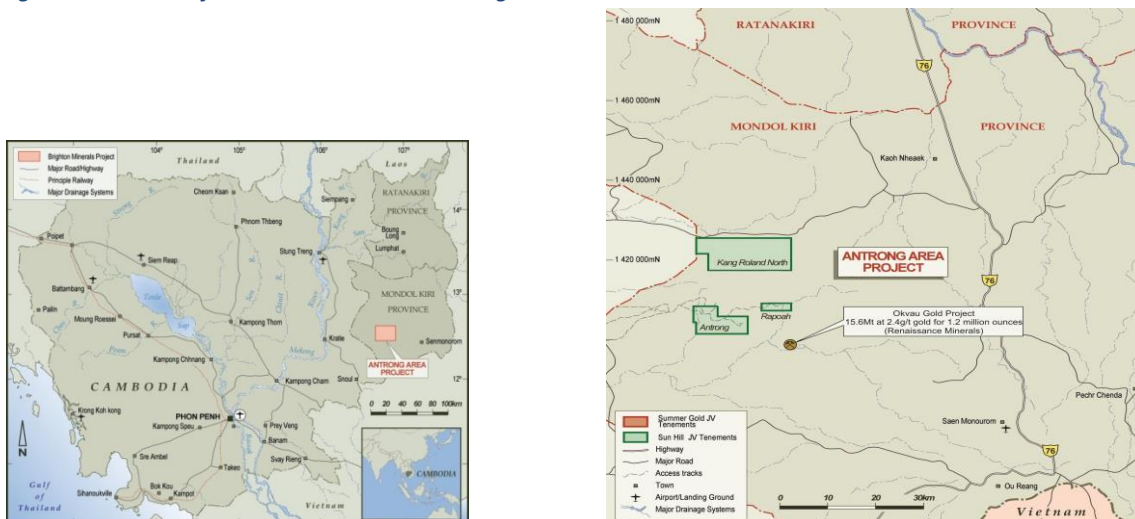 104°
105°
106°
107°
Brighton Minerals Project
Major Road/Highway
Principle Railway
Major Drainage Systems
Thailand
Laos
Cheom Ksan
Siempang
RATANAKIRI
PROVINCE
14°
Poipet
Phnom Thbeng
Boung
Long
Lumphat
Stung Treng
Siem Reap
Battambang
MONDOL KIRI
PROVINCE
13°
Pailin
Moung Roessei
Tonle
Sap
Kampong Thom
Pursat
Kratie
Senmonorom
ANTRONG AREA
PROJECT
Kampong Chhnang
Mekong
Snoul
12°
CAMBODIA
Kampong Cham
0 20 40 60 80 100km
Krong Koh kong
PHON PENH
Kampong Speu
Prey Veng
Banam
N
Sre Ambel
Svay Rieng
Takeo
CAMBODIA
Bok Kou
Kampot
Sihanoukville
Gulf
of
Thailand
Vietnam
1 480 000mN
RATANAKIRI
PROVINCE
76
1 460 000mN
MONDOL KIRI
PROVINCE
Kaoh Nheaek
1 440 000mN
Kang Roland North
ANTRONG AREA
PROJECT
1 420 000mN
76
Antrong
Rapoah
Okvau Gold Project
15.6Mt at 2.4g/t gold for 1.2 million ounces
(Renaissance Minerals)
Pechr Chenda
Summer Gold JV
Tenements
Sun Hill JV Tenements
Highway
Major Road
Access tracks
Town
Airport/Landing Ground
Major Drainage Systems
Saen Monourom
76
0 10 20 30km
Ou Reang
Vietnam